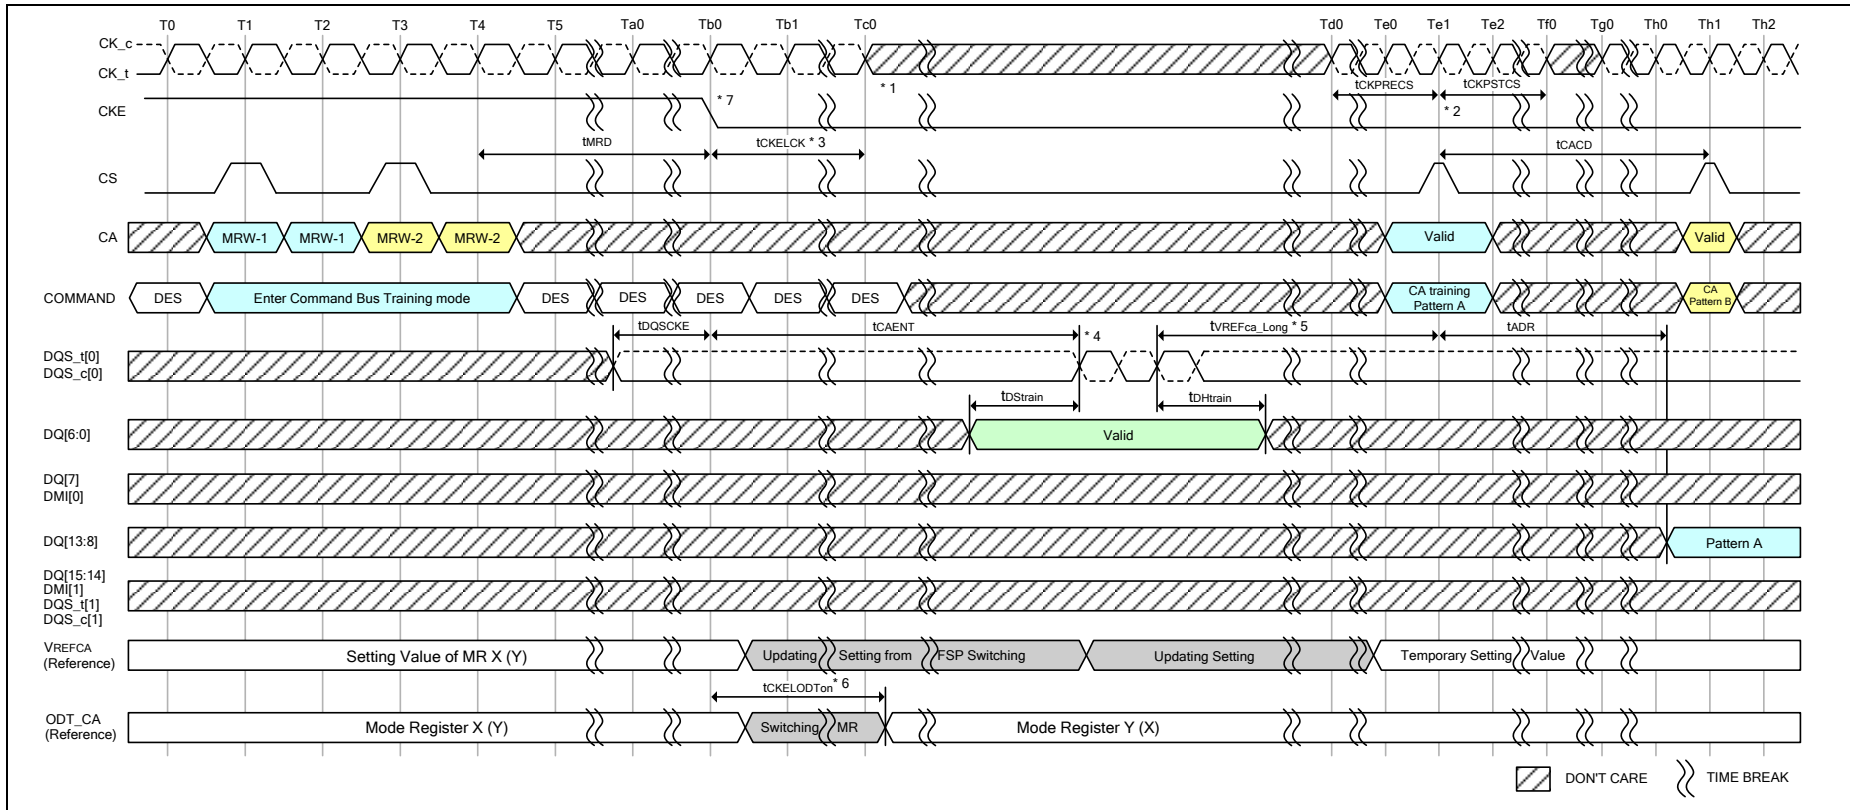 T0 T1 T2 T3 T4 T5 Ta0 Tb0 Tb1 Tc0 Td0 Te0 Te1 Te2 Tf0 Tg0 Th0 Th1 Th2
CK_c
CK_t
* 1
tCKPRECS tCKPSTCS
CKE
* 7
* 2
tMRD
tCKELCK * 3
tCACD
CS
CA
MRW-1 MRW-1 MRW-2 MRW-2 Valid Valid
COMMAND
DES
Enter Command Bus Training mode
DES DES DES DES DES
CA training
Pattern A
CA
Pattern B
tDQSCKE
tCAENT
* 4
tVREFca_Long * 5
tADR
DQS_t[0]
DQS_c[0]
tDStrain
tDHtrain
DQ[6:0]
Valid
DQ[7]
DMI[0]
DQ[13:8]
Pattern A
DQ[15:14]
DMI[1]
DQS_t[1]
DQS_c[1]
VREFCA
(Reference)
Setting Value of MR X (Y)
Updating Setting from FSP Switching
Updating Setting
Temporary Setting Value
tCKELODTon * 6
ODT_CA
(Reference)
Mode Register X (Y)
Switching MR
Mode Register Y (X)
DON'T CARE
TIME BREAK